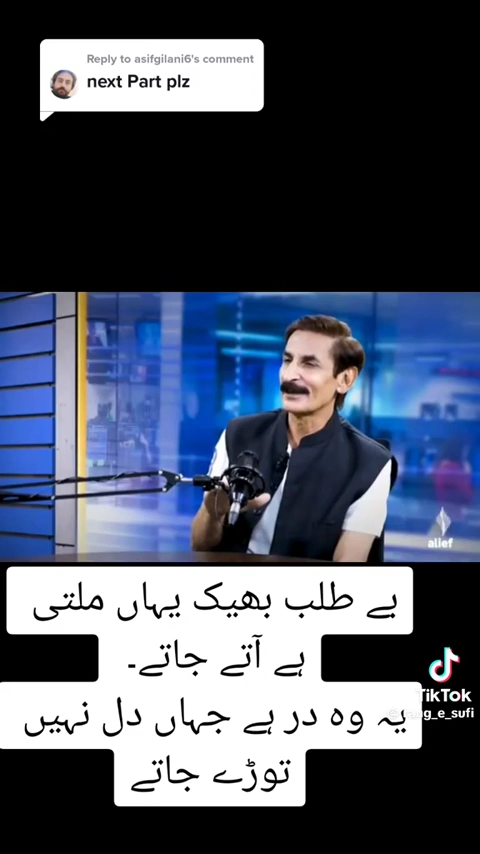 Reply to asifgilani6's comment
next Part plz
alief
بے طلب بھیک یہاں ملتی
ہے آتے جاتے۔
یہ وہ در ہے جہاں دل نہیں
توڑے جاتے
TikTok